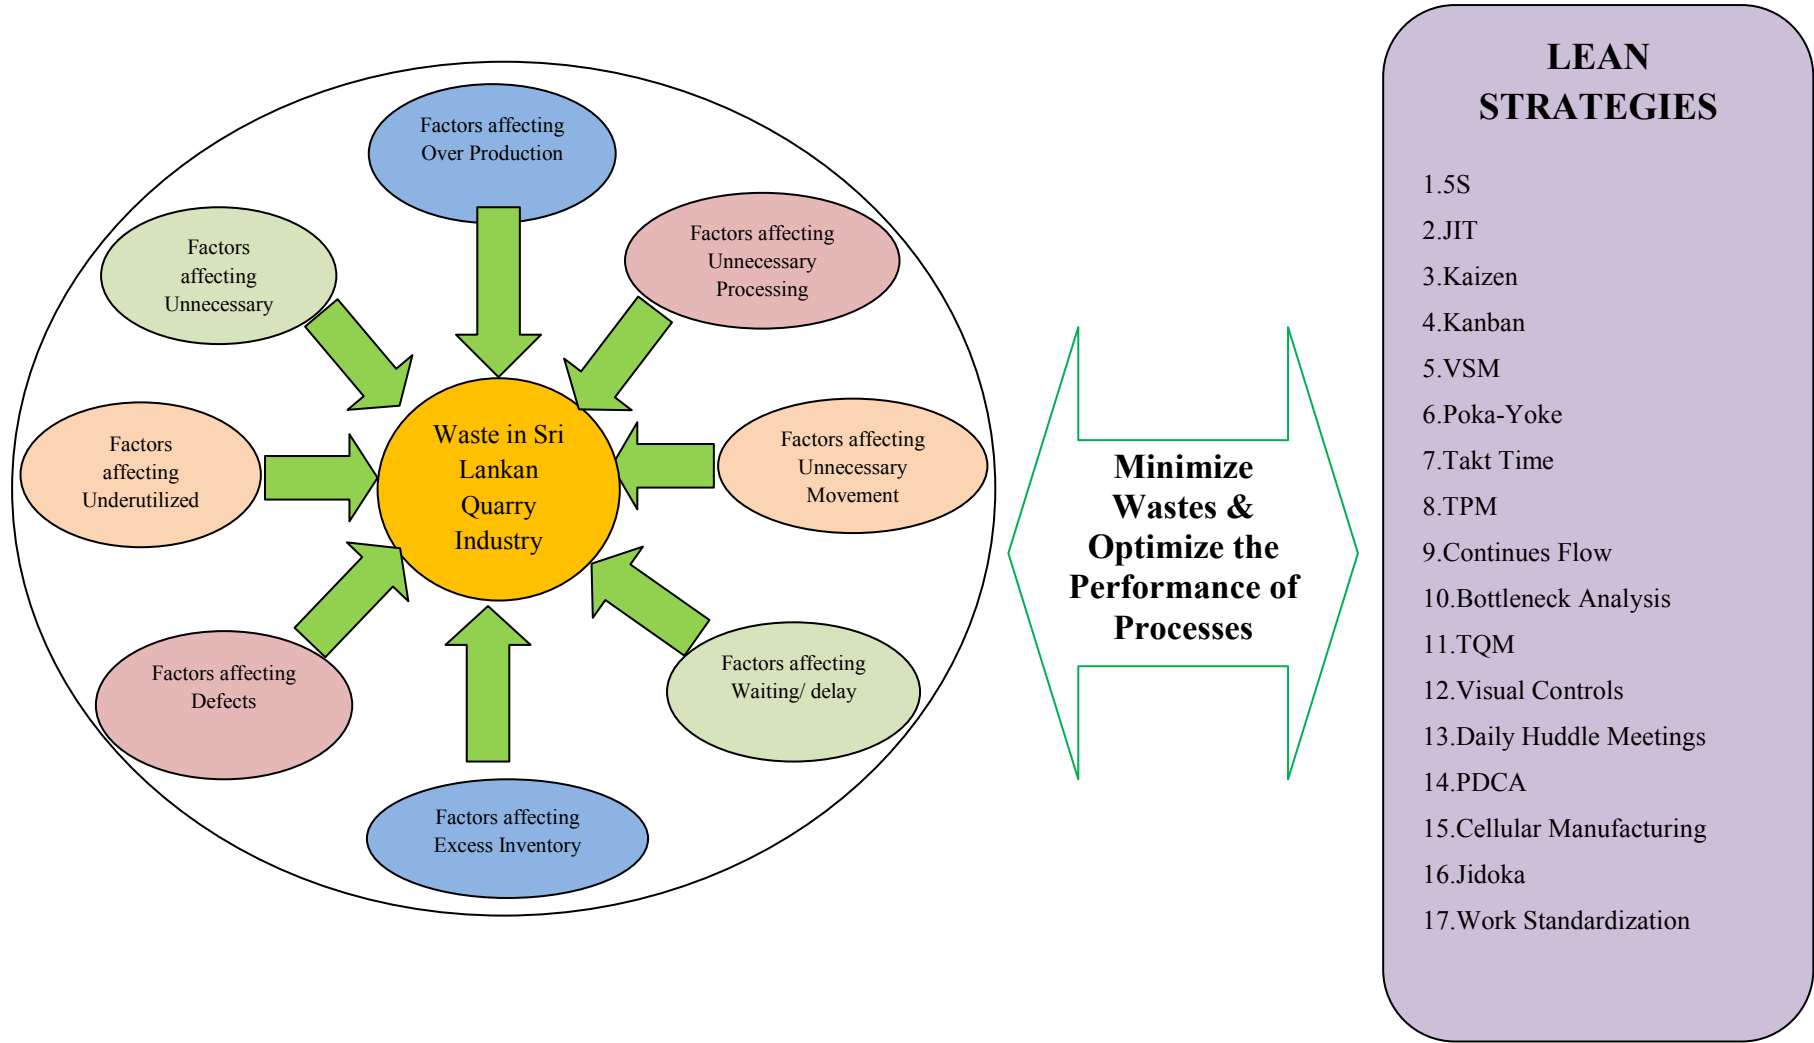 Factors affecting
Over Production
Factors affecting
Unnecessary
Processing
Factors affecting
Unnecessary
Movement
Factors affecting
Waiting/ delay
Factors affecting
Excess Inventory
Factors affecting
Defects
Factors
affecting
Underutilized
Factors
affecting
Unnecessary
Waste in Sri
Lankan
Quarry
Industry
Minimize
Wastes &
Optimize the
Performance of
Processes
LEAN
STRATEGIES
1.5S
2.JIT
3.Kaizen
4.Kanban
5.VSM
6.Poka-Yoke
7.Takt Time
8.TPM
9.Continues Flow
10.Bottleneck Analysis
11.TQM
12.Visual Controls
13.Daily Huddle Meetings
14.PDCA
15.Cellular Manufacturing
16.Jidoka
17.Work Standardization